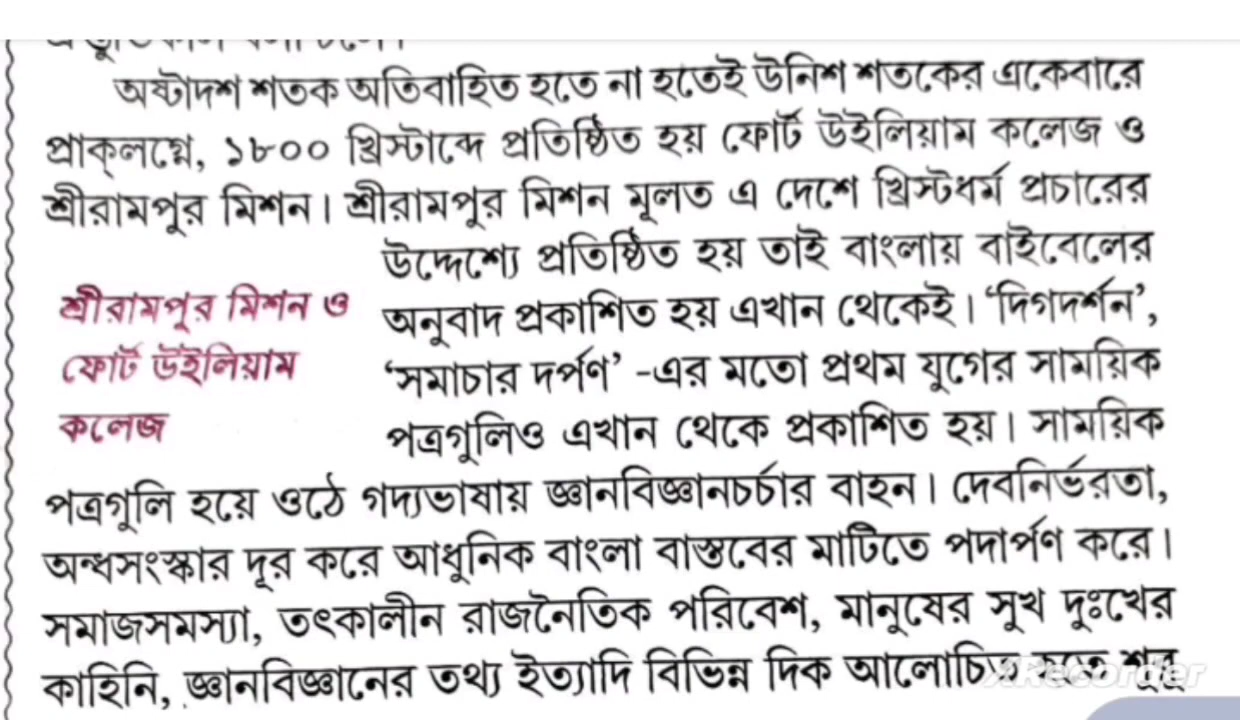 অষ্টাদশ শতক অতিবাহিত হতে না হতেই উনিশ শতকের একেবারে
প্রাক্‌লগ্নে, ১৮০০ খ্রিস্টাব্দে প্রতিষ্ঠিত হয় ফোর্ট উইলিয়াম কলেজ ও
শ্রীরামপুর মিশন। শ্রীরামপুর মিশন মূলত এ দেশে খ্রিস্টধর্ম প্রচারের
উদ্দেশ্যে প্রতিষ্ঠিত হয় তাই বাংলায় বাইবেলের
অনুবাদ প্রকাশিত হয় এখান থেকেই। ‘দিগদর্শন’,
‘সমাচার দর্পণ’ -এর মতো প্রথম যুগের সাময়িক
পত্রগুলিও এখান থেকে প্রকাশিত হয়। সাময়িক
শ্রীরামপুর মিশন ও
ফোর্ট উইলিয়াম
কলেজ
পত্রগুলি হয়ে ওঠে গদ্যভাষায় জ্ঞানবিজ্ঞানচর্চার বাহন। দেবনির্ভরতা,
অন্ধসংস্কার দূর করে আধুনিক বাংলা বাস্তবের মাটিতে পদার্পণ করে।
সমাজসমস্যা, তৎকালীন রাজনৈতিক পরিবেশ, মানুষের সুখ দুঃখের
কাহিনি, জ্ঞানবিজ্ঞানের তথ্য ইত্যাদি বিভিন্ন দিক আলোচিত হতে শুরু
XRecorder